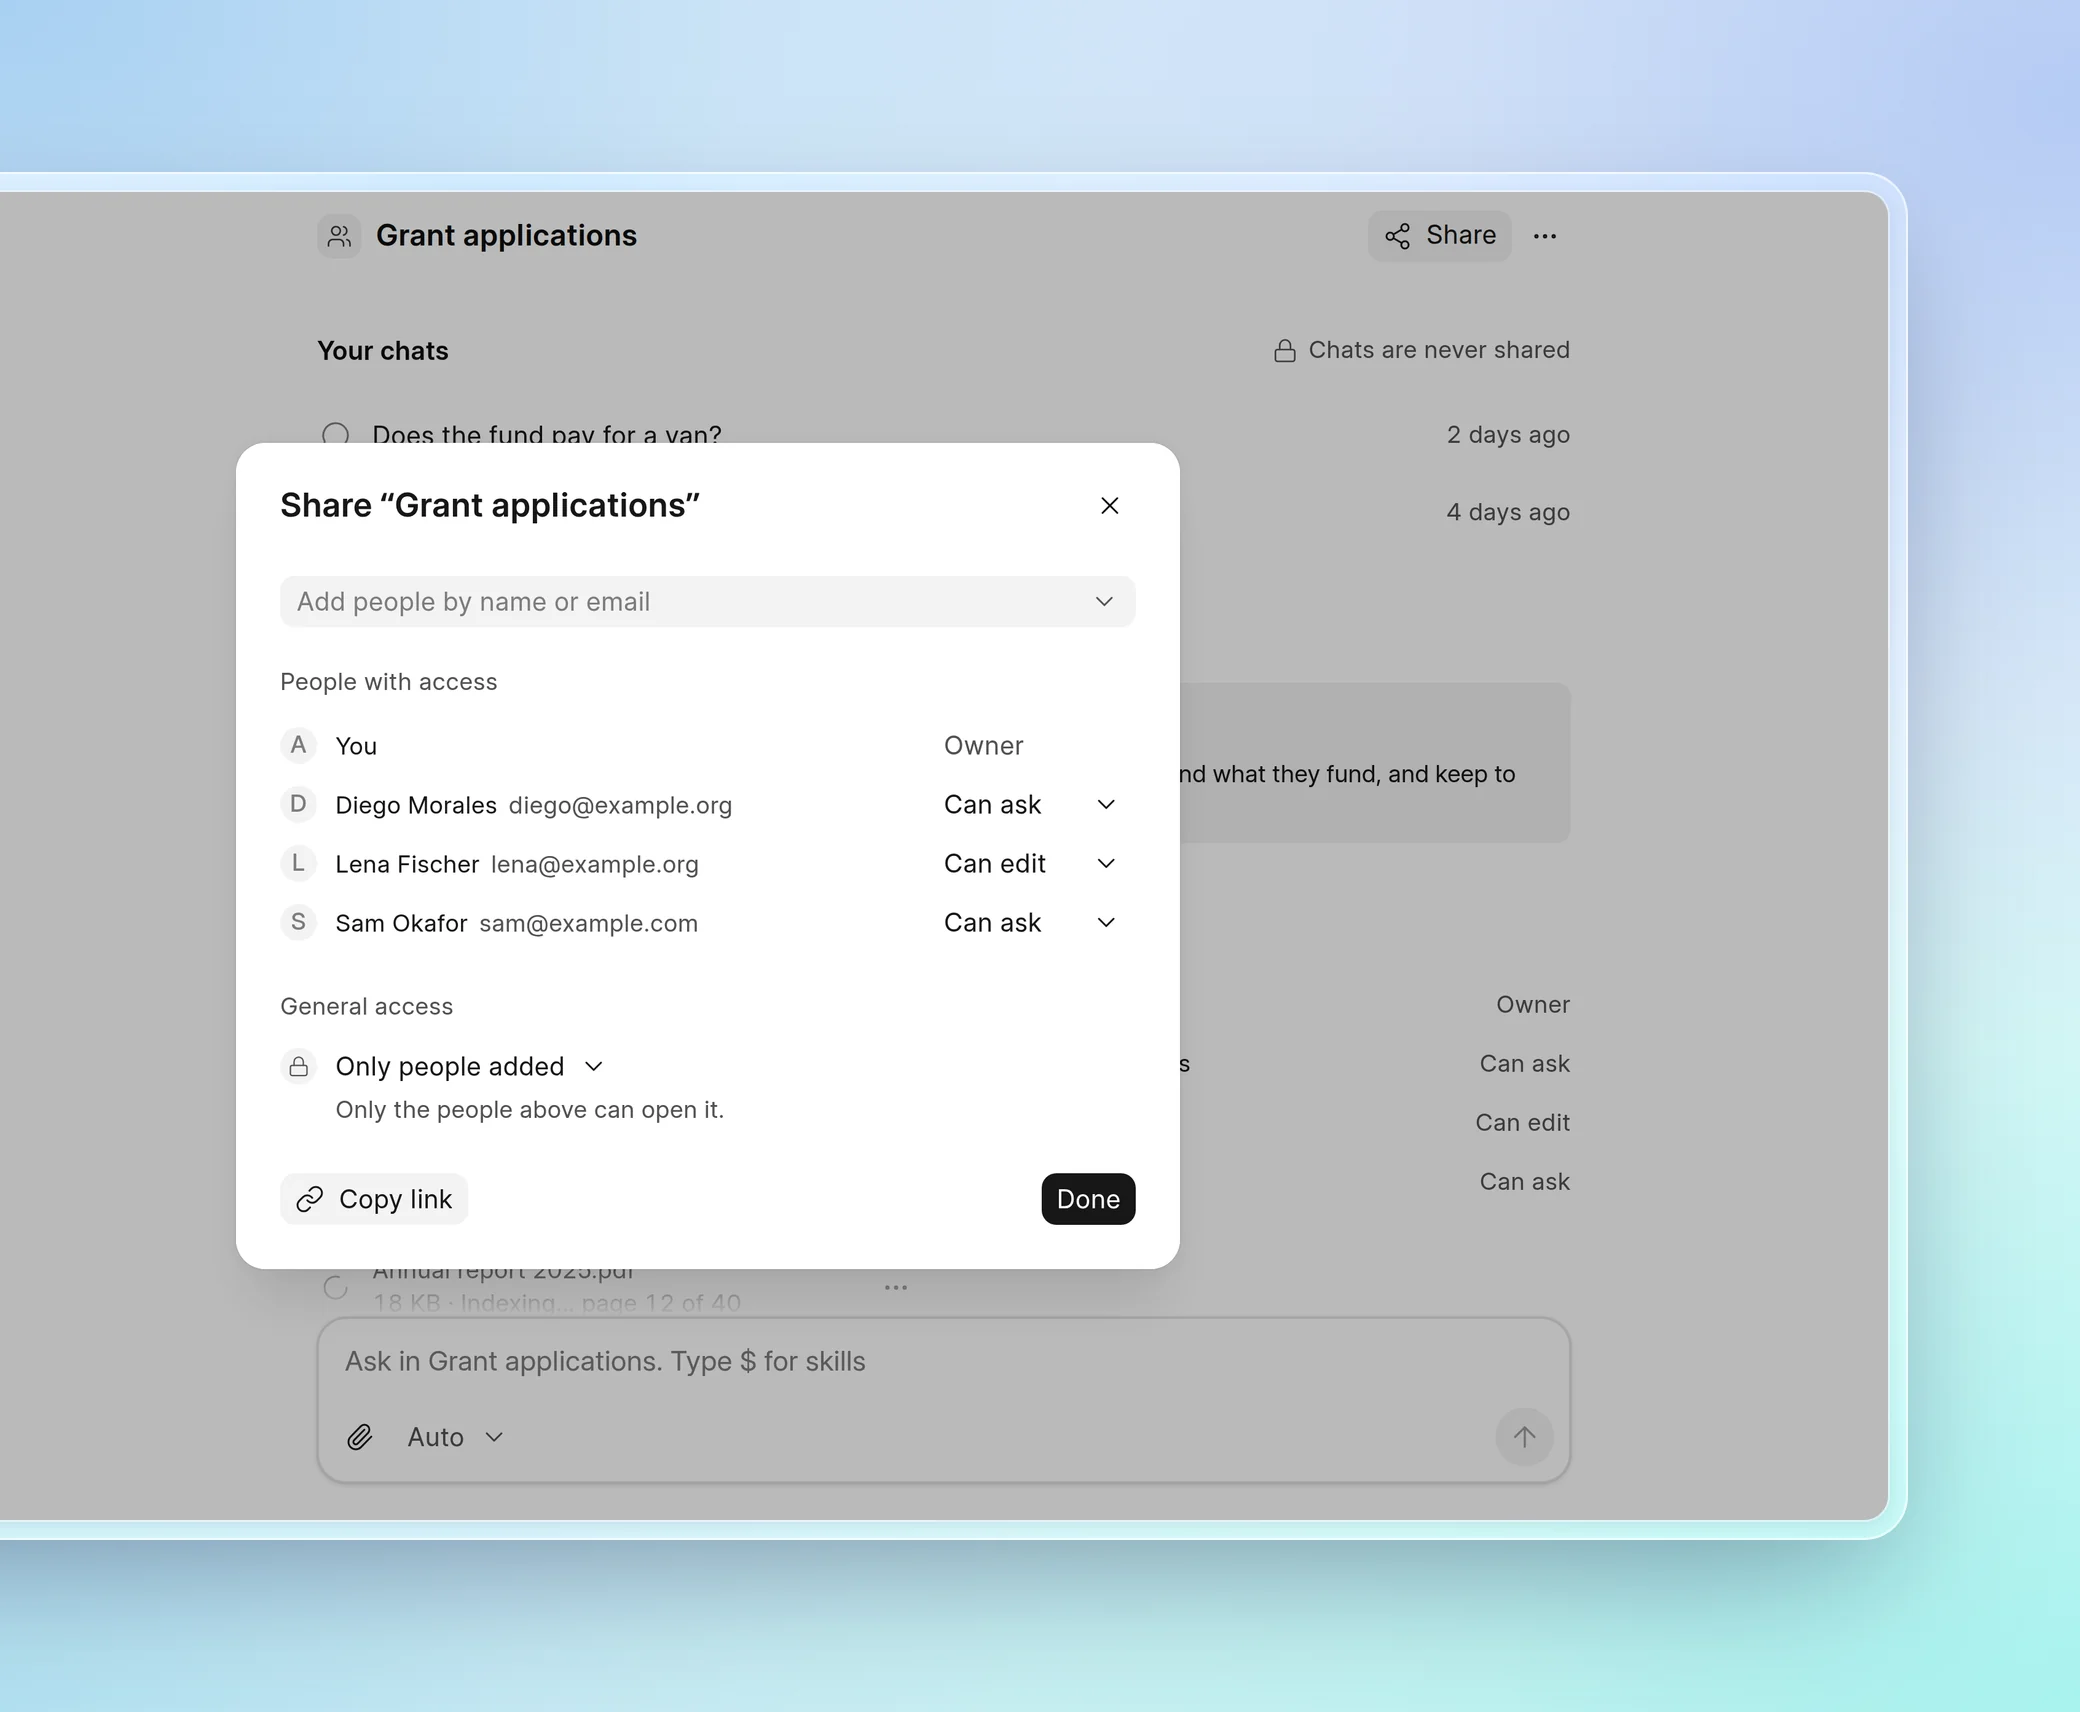 Grant applications
Share
Your chats
Chats are never shared
Does the fund pay for a van?
2 days ago
4 days ago
Share “Grant applications”
Add people by name or email
People with access
A You Owner
D Diego Morales diego@example.org Can ask
L Lena Fischer lena@example.org Can edit
S Sam Okafor sam@example.com Can ask
General access
Only people added
Only the people above can open it.
Copy link
Done
nd what they fund, and keep to
Owner
s Can ask
Can edit
Can ask
Annual report 2025.pdf
18 KB · Indexing... page 12 of 40
Ask in Grant applications. Type $ for skills
Auto